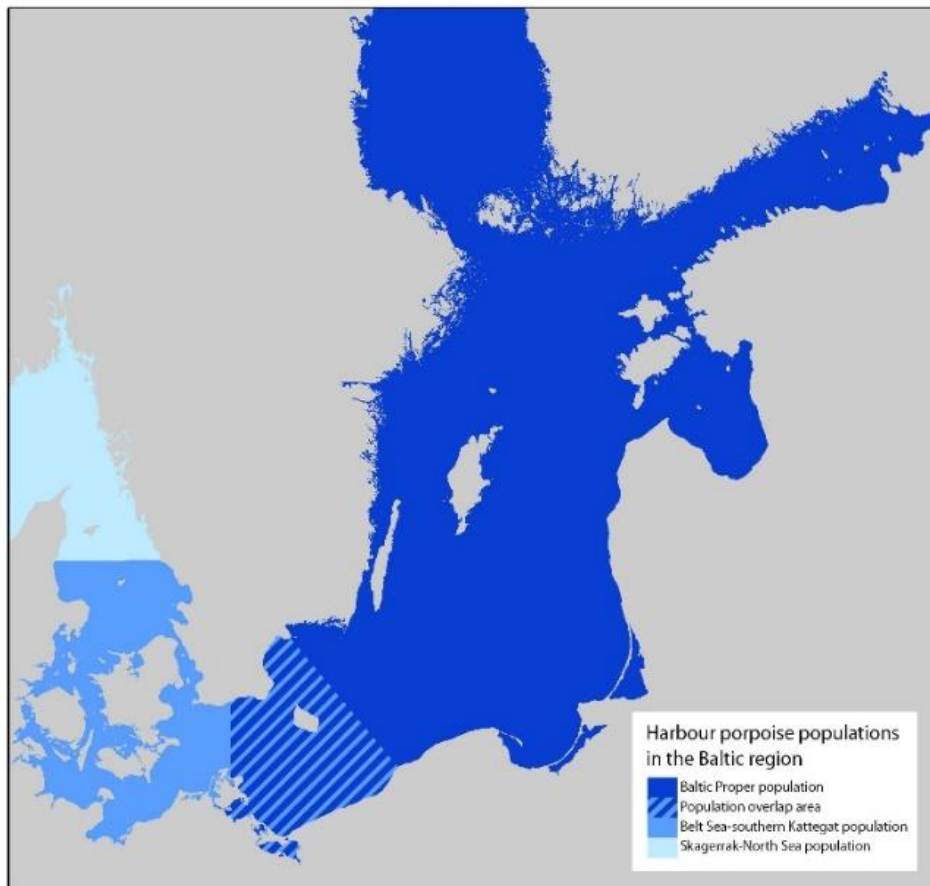 Harbour porpoise populations
in the Baltic region
Baltic Proper population
Population overlap area
Belt Sea-southern Kattegat population
Skagerrak-North Sea population